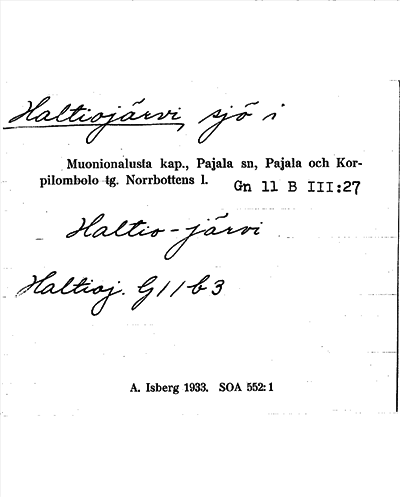 Haltiojärvi, sjö i
Muonionalusta kap., Pajala sn, Pajala och Kor-
pilombolo tg. Norrbottens l. Gn 11 B III:27
Haltio-järvi
Haltioj. G11b3
A. Isberg 1933. SOA 552:1